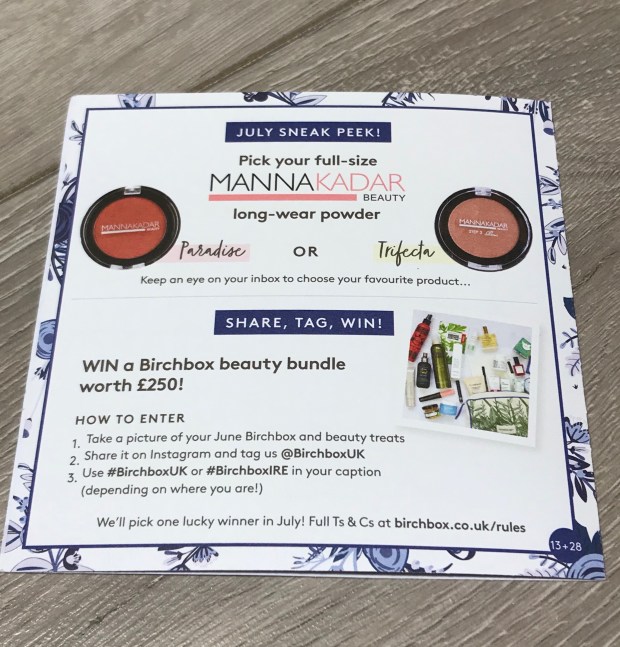 JULY SNEAK PEEK!
Pick your full-size
MANNAKADAR
BEAUTY
long-wear powder
MANNAKADAR
BEAUTY
Paradise
OR
Trifecta
MANNAKADAR
Keep an eye on your inbox to choose your favourite product...
SHARE, TAG, WIN!
WIN a Birchbox beauty bundle
worth £250!
HOW TO ENTER
1. Take a picture of your June Birchbox and beauty treats
2. Share it on Instagram and tag us @BirchboxUK
3. Use #BirchboxUK or #BirchboxIRE in your caption
(depending on where you are!)
We'll pick one lucky winner in July! Full Ts & Cs at birchbox.co.uk/rules
13+28